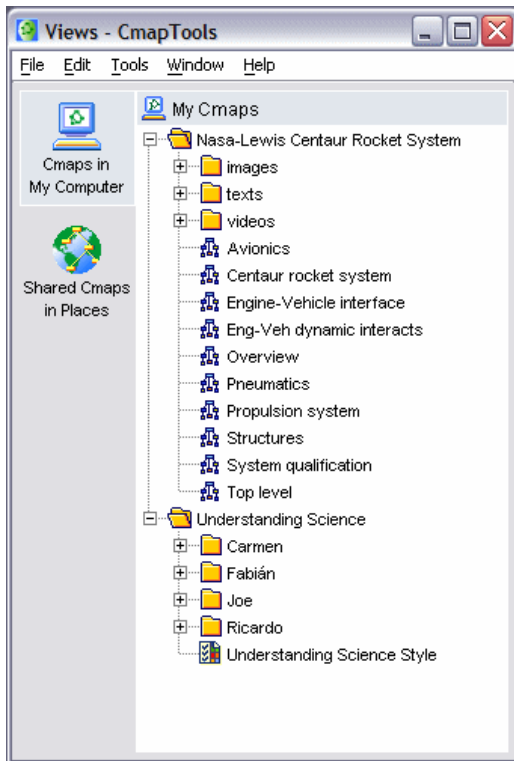 Views - CmapTools
File Edit Tools Window Help
Cmaps in
My Computer
Shared Cmaps
in Places
My Cmaps
Nasa-Lewis Centaur Rocket System
images
texts
videos
Avionics
Centaur rocket system
Engine-Vehicle interface
Eng-Veh dynamic interacts
Overview
Pneumatics
Propulsion system
Structures
System qualification
Top level
Understanding Science
Carmen
Fabián
Joe
Ricardo
Understanding Science Style